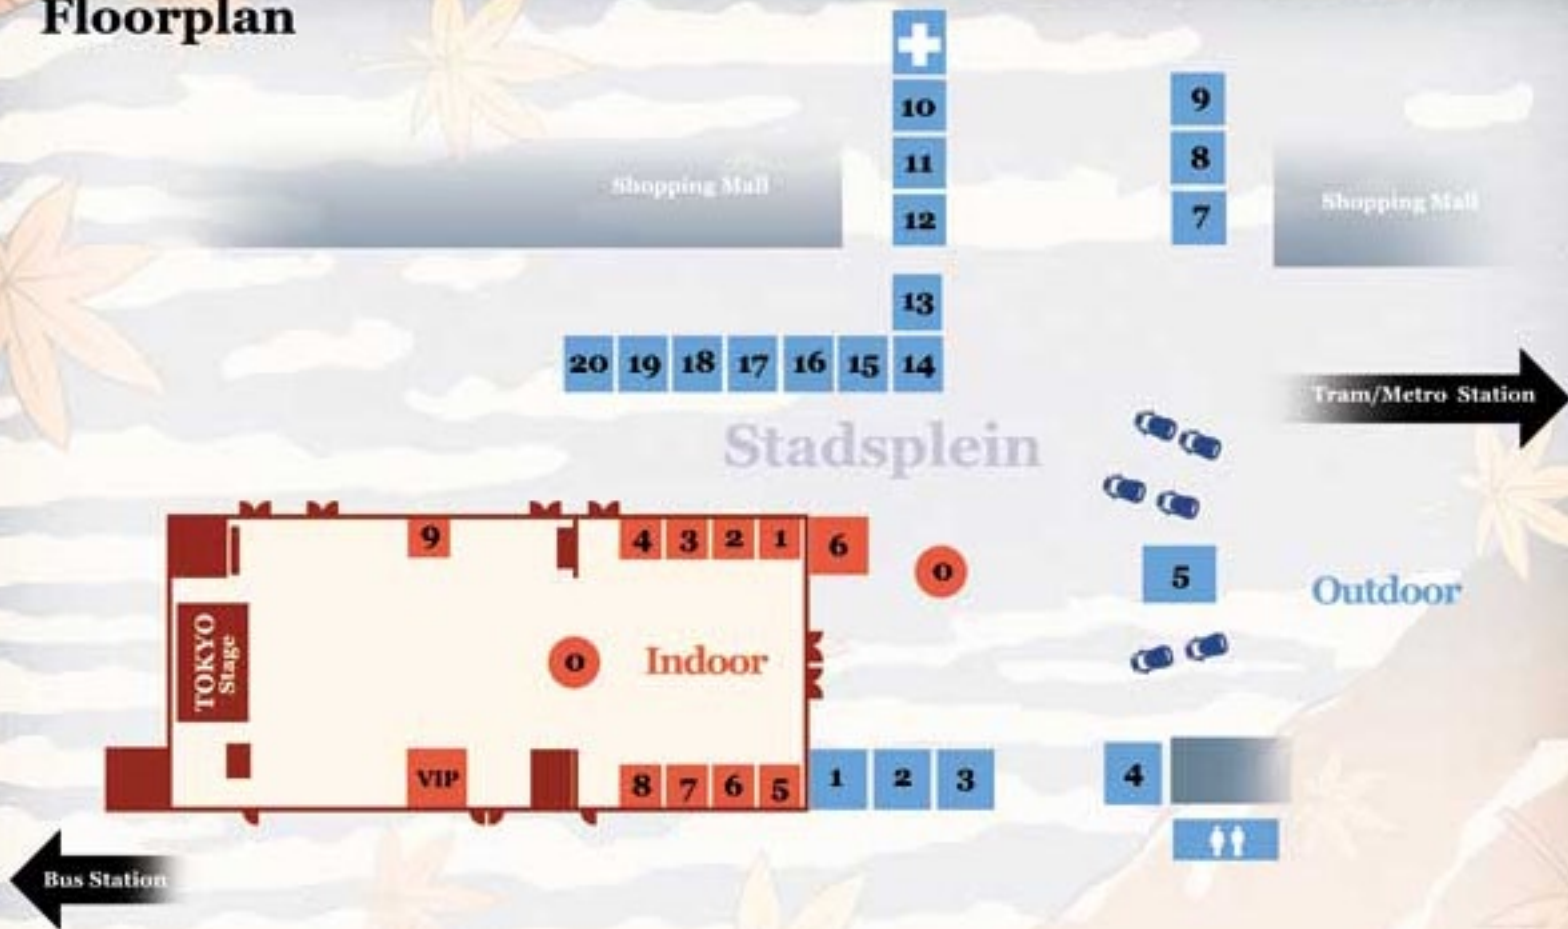 Floorplan
10
9
11
8
Shopping Mall
12
7
Shopping Mall
13
20 19 18 17 16 15 14
Tram/Metro Station
Stadsplein
9
4 3 2 1
6
0
5
Outdoor
TOKYO
Stage
0
Indoor
VIP
8 7 6 5
1 2 3
4
Bus Station